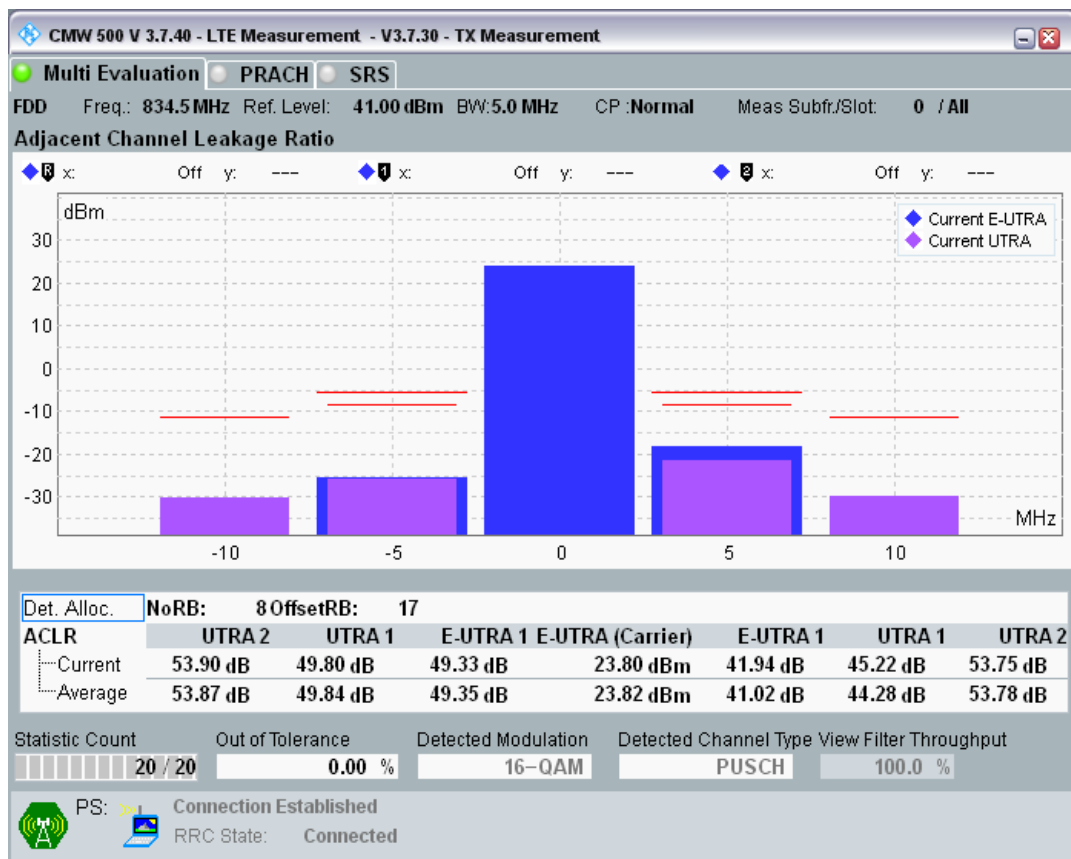 CMW 500 V 3.7.40 - LTE Measurement - V3.7.30 - TX Measurement
Multi Evaluation PRACH SRS
FDD Freq.: 834.5 MHz Ref. Level: 41.00 dBm BW:5.0 MHz CP :Normal Meas Subfr./Slot: 0 / All
Adjacent Channel Leakage Ratio
R x: Off y: --- 1 x: Off y: --- 2 x: Off y: ---
dBm
Current E-UTRA
Current UTRA
30
20
10
0
-10
-20
-30
MHz
-10 -5 0 5 10
Det. Alloc. NoRB: 8 OffsetRB: 17
ACLR UTRA 2 UTRA 1 E-UTRA 1 E-UTRA (Carrier) E-UTRA 1 UTRA 1 UTRA 2
Current 53.90 dB 49.80 dB 49.33 dB 23.80 dBm 41.94 dB 45.22 dB 53.75 dB
Average 53.87 dB 49.84 dB 49.35 dB 23.82 dBm 41.02 dB 44.28 dB 53.78 dB
Statistic Count Out of Tolerance Detected Modulation Detected Channel Type View Filter Throughput
20 / 20 0.00 % 16-QAM PUSCH 100.0 %
PS: Connection Established
RRC State: Connected